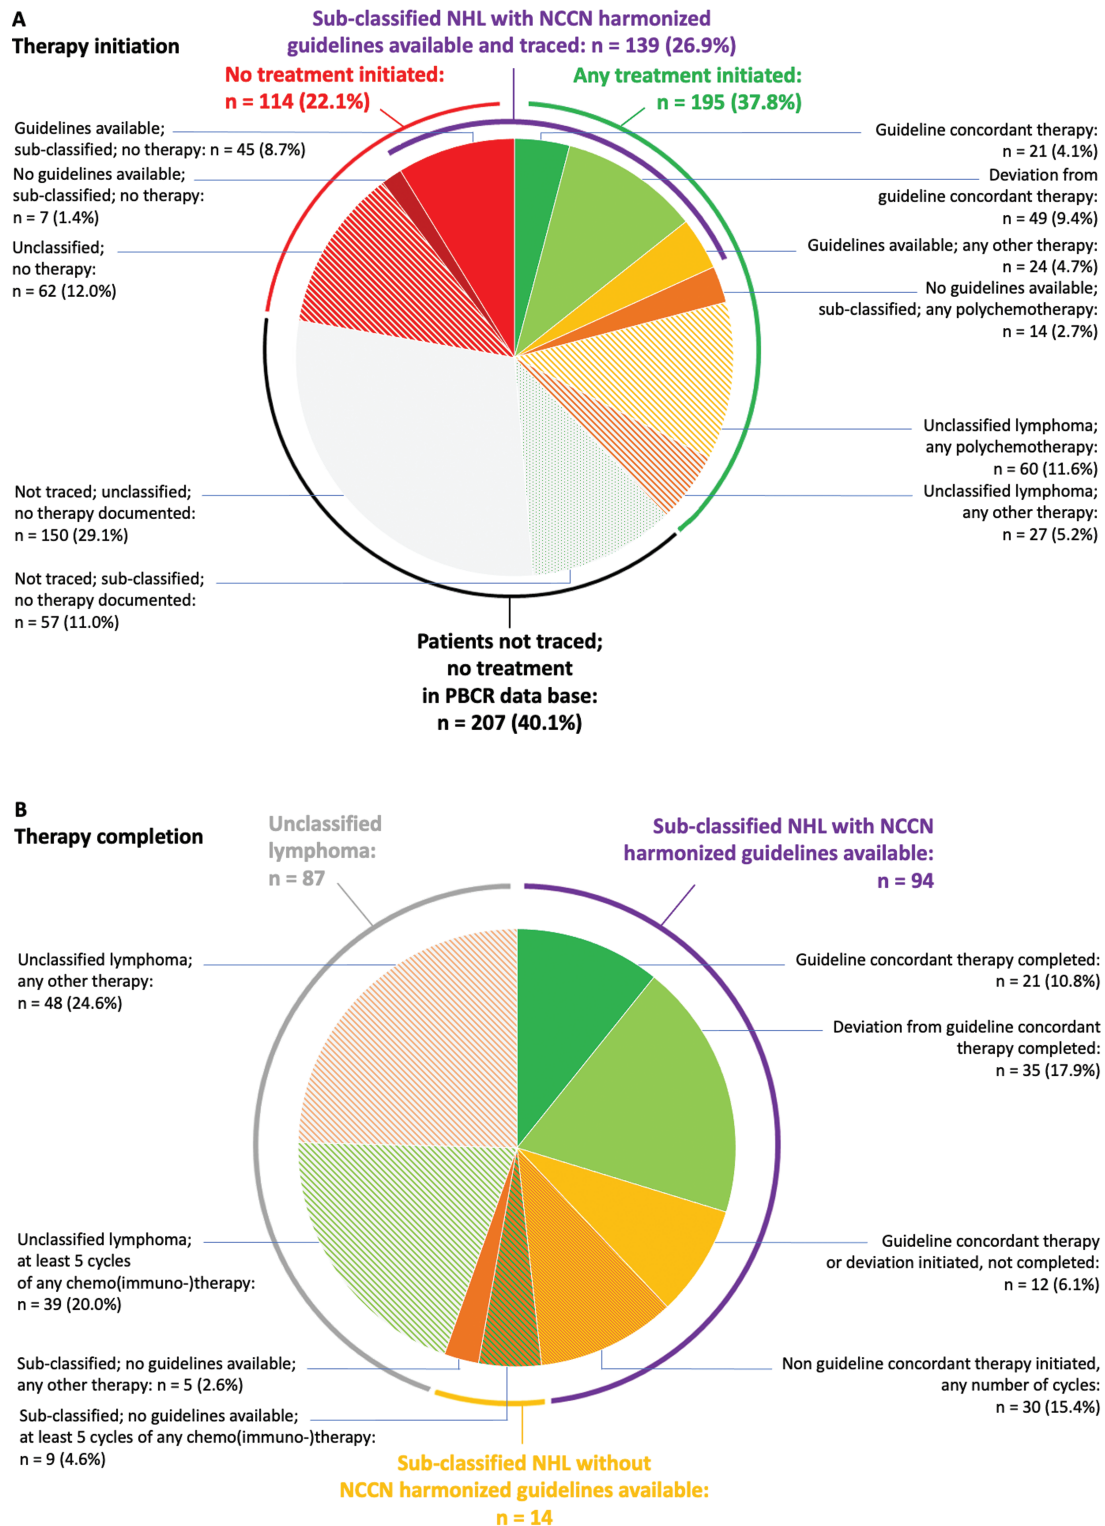 A
Therapy initiation
Sub-classified NHL with NCCN harmonized
guidelines available and traced: n = 139 (26.9%)
No treatment initiated:
n = 114 (22.1%)
Any treatment initiated:
n = 195 (37.8%)
Guidelines available;
sub-classified; no therapy: n = 45 (8.7%)
No guidelines available;
sub-classified; no therapy:
n = 7 (1.4%)
Unclassified;
no therapy:
n = 62 (12.0%)
Guideline concordant therapy:
n = 21 (4.1%)
Deviation from
guideline concordant therapy:
n = 49 (9.4%)
Guidelines available; any other therapy:
n = 24 (4.7%)
No guidelines available;
sub-classified; any polychemotherapy:
n = 14 (2.7%)
Unclassified lymphoma;
any polychemotherapy:
n = 60 (11.6%)
Unclassified lymphoma;
any other therapy:
n = 27 (5.2%)
Not traced; unclassified;
no therapy documented:
n = 150 (29.1%)
Not traced; sub-classified;
no therapy documented:
n = 57 (11.0%)
Patients not traced;
no treatment
in PBCR data base:
n = 207 (40.1%)
B
Therapy completion
Unclassified
lymphoma:
n = 87
Sub-classified NHL with NCCN
harmonized guidelines available:
n = 94
Unclassified lymphoma;
any other therapy:
n = 48 (24.6%)
Guideline concordant therapy completed:
n = 21 (10.8%)
Deviation from guideline concordant
therapy completed:
n = 35 (17.9%)
Unclassified lymphoma;
at least 5 cycles
of any chemo(immuno-)therapy:
n = 39 (20.0%)
Guideline concordant therapy
or deviation initiated, not completed:
n = 12 (6.1%)
Sub-classified; no guidelines available;
any other therapy: n = 5 (2.6%)
Non guideline concordant therapy initiated,
any number of cycles:
n = 30 (15.4%)
Sub-classified; no guidelines available;
at least 5 cycles of any chemo(immuno-)therapy:
n = 9 (4.6%)
Sub-classified NHL without
NCCN harmonized guidelines available:
n = 14